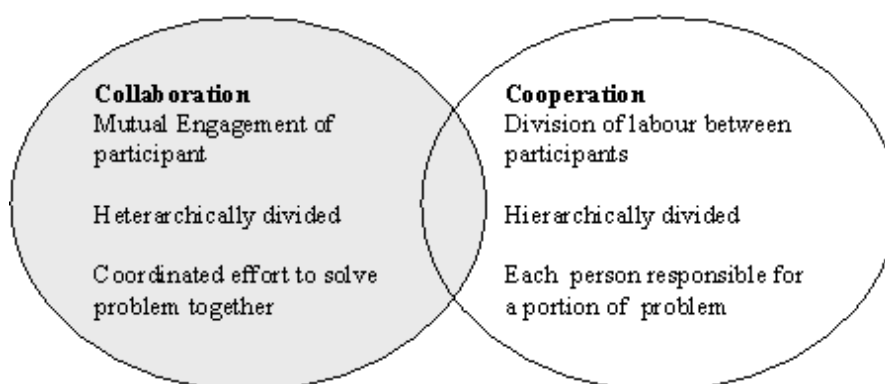 Collaboration
Mutual Engagement of
participant
Heterarchically divided
Coordinated effort to solve
problem together
Cooperation
Division of labour between
participants
Hierarchically divided
Each person responsible for
a portion of problem